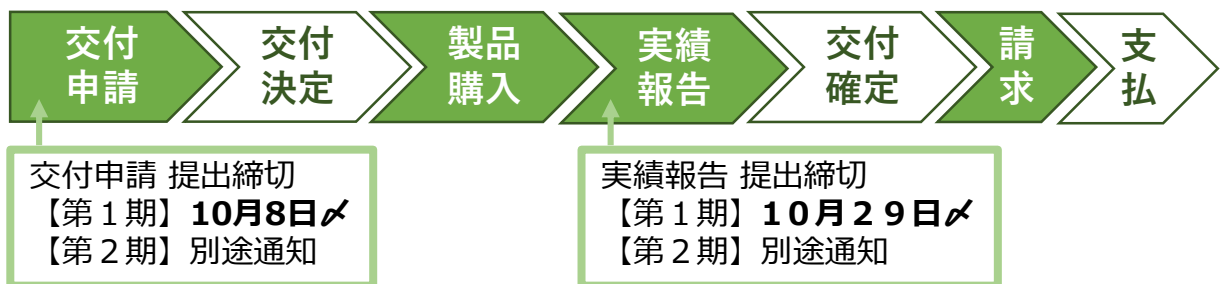 交付
申請
交付
決定
製品
購入
実績
報告
交付
確定
請
求
支
払
交付申請 提出締切
【第１期】10月8日〆
【第２期】別途通知
実績報告 提出締切
【第１期】１０月２９日〆
【第２期】別途通知